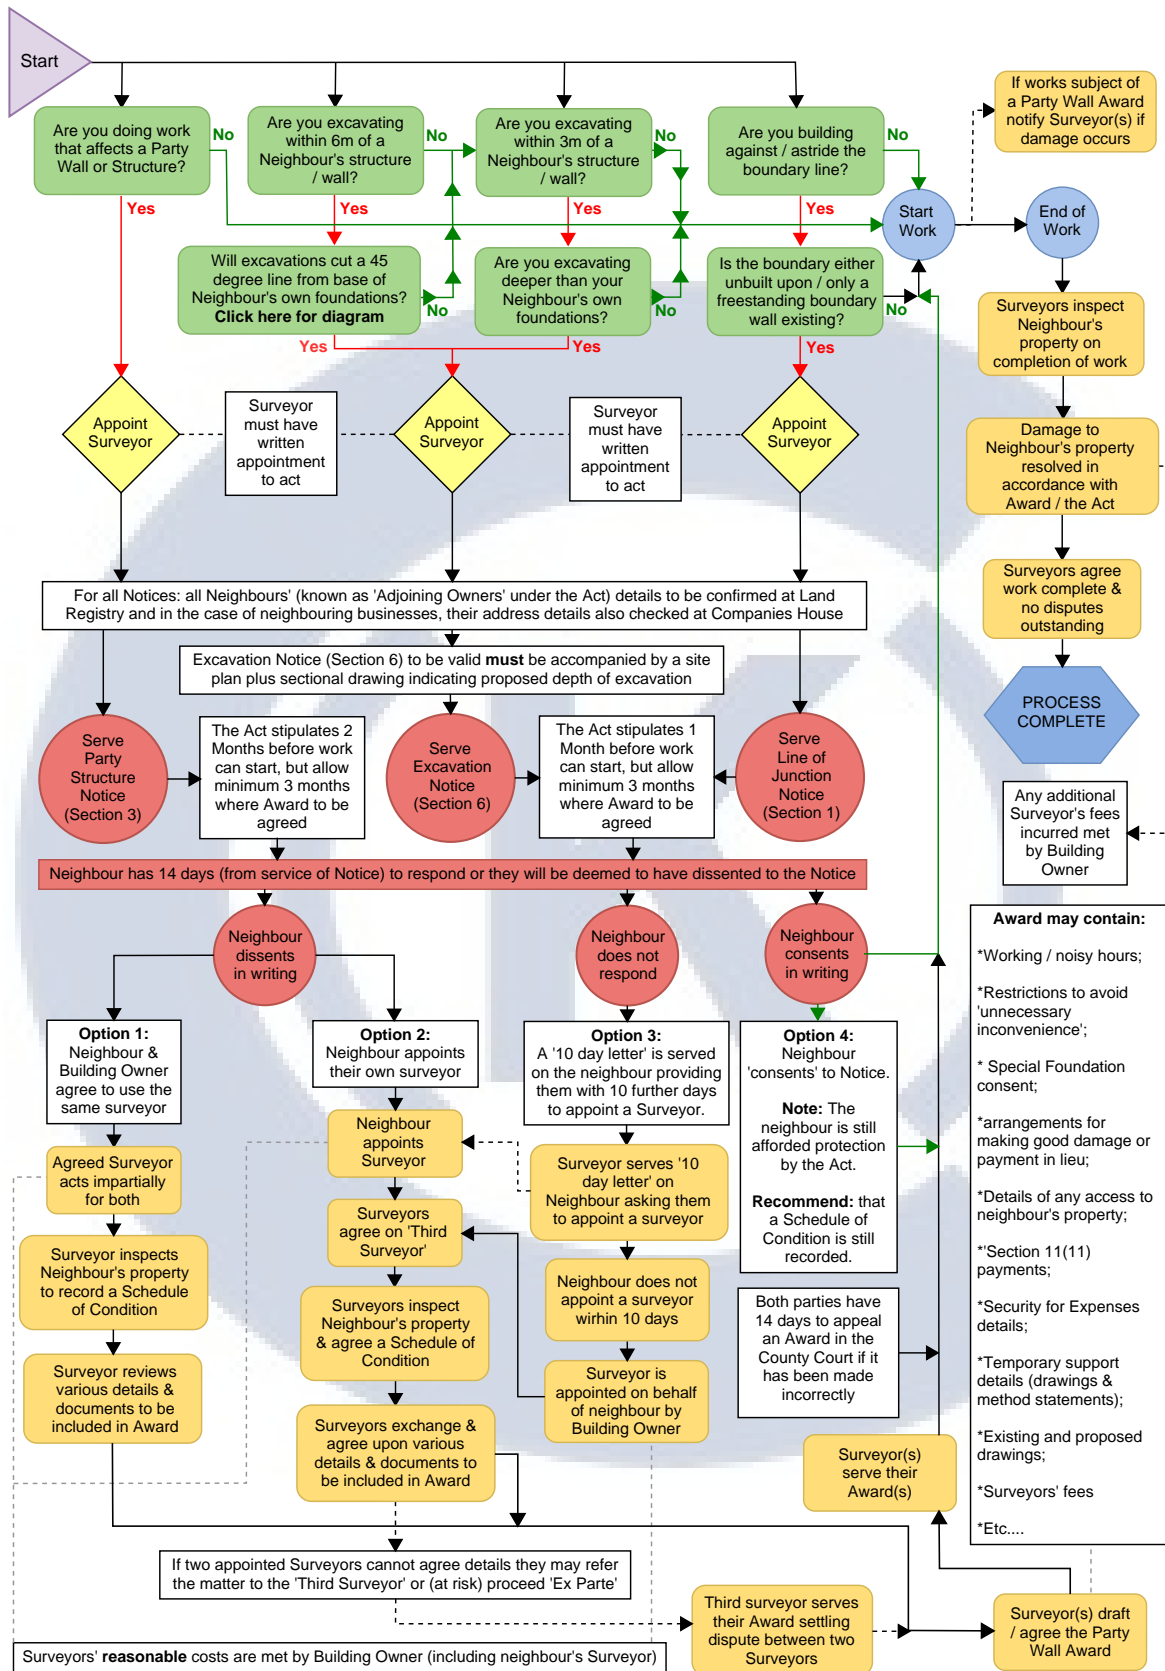 Start
Are you doing work
that affects a Party
Wall or Structure?
No
Yes
Are you excavating
within 6m of a
Neighbour's structure
/ wall?
No
Yes
Are you excavating
within 3m of a
Neighbour's structure
/ wall?
No
Yes
Are you building
against / astride the
boundary line?
No
Yes
If works subject of
a Party Wall Award
notify Surveyor(s) if
damage occurs
Start
Work
End of
Work
Will excavations cut a 45
degree line from base of
Neighbour's own foundations?
Click here for diagram
No
Yes
Are you excavating
deeper than your
Neighbour's own
foundations?
No
Yes
Is the boundary either
unbuilt upon / only a
freestanding boundary
wall existing?
No
Yes
Surveyors inspect
Neighbour's
property on
completion of work
Appoint
Surveyor
Surveyor
must have
written
appointment
to act
Appoint
Surveyor
Surveyor
must have
written
appointment
to act
Appoint
Surveyor
Damage to
Neighbour's property
resolved in
accordance with
Award / the Act
Surveyors agree
work complete &
no disputes
outstanding
PROCESS
COMPLETE
For all Notices: all Neighbours' (known as 'Adjoining Owners' under the Act) details to be confirmed at Land
Registry and in the case of neighbouring businesses, their address details also checked at Companies House
Excavation Notice (Section 6) to be valid must be accompanied by a site
plan plus sectional drawing indicating proposed depth of excavation
Serve
Party
Structure
Notice
(Section 3)
The Act stipulates 2
Months before work
can start, but allow
minimum 3 months
where Award to be
agreed
Serve
Excavation
Notice
(Section 6)
The Act stipulates 1
Month before work
can start, but allow
minimum 3 months
where Award to be
agreed
Serve
Line of
Junction
Notice
(Section 1)
Any additional
Surveyor's fees
incurred met
by Building
Owner
Neighbour has 14 days (from service of Notice) to respond or they will be deemed to have dissented to the Notice
Neighbour
dissents
in writing
Neighbour
does not
respond
Neighbour
consents
in writing
Option 1:
Neighbour &
Building Owner
agree to use the
same surveyor
Option 2:
Neighbour appoints
their own surveyor
Option 3:
A '10 day letter' is served
on the neighbour providing
them with 10 further days
to appoint a Surveyor.
Option 4:
Neighbour
'consents' to Notice.
Note: The
neighbour is still
afforded protection
by the Act.
Recommend: that
a Schedule of
Condition is still
recorded.
Agreed Surveyor
acts impartially
for both
Surveyor inspects
Neighbour's property
to record a Schedule
of Condition
Surveyor reviews
various details &
documents to be
included in Award
Neighbour
appoints
Surveyor
Surveyors
agree on 'Third
Surveyor'
Surveyors inspect
Neighbour's property
& agree a Schedule of
Condition
Surveyors exchange &
agree upon various
details & documents to
be included in Award
Surveyor serves '10
day letter' on
Neighbour asking them
to appoint a surveyor
Neighbour does not
appoint a surveyor
wirhin 10 days
Surveyor is
appointed on behalf
of neighbour by
Building Owner
Both parties have
14 days to appeal
an Award in the
County Court if it
has been made
incorrectly
Surveyor(s)
serve their
Award(s)
Award may contain:
*Working / noisy hours;
*Restrictions to avoid
'unnecessary
inconvenience';
* Special Foundation
consent;
*arrangements for
making good damage or
payment in lieu;
*Details of any access to
neighbour's property;
*'Section 11(11)
payments;
*Security for Expenses
details;
*Temporary support
details (drawings &
method statements);
*Existing and proposed
drawings;
*Surveyors' fees
*Etc....
If two appointed Surveyors cannot agree details they may refer
the matter to the 'Third Surveyor' or (at risk) proceed 'Ex Parte'
Third surveyor serves
their Award settling
dispute between two
Surveyors
Surveyor(s) draft
/ agree the Party
Wall Award
Surveyors' reasonable costs are met by Building Owner (including neighbour's Surveyor)